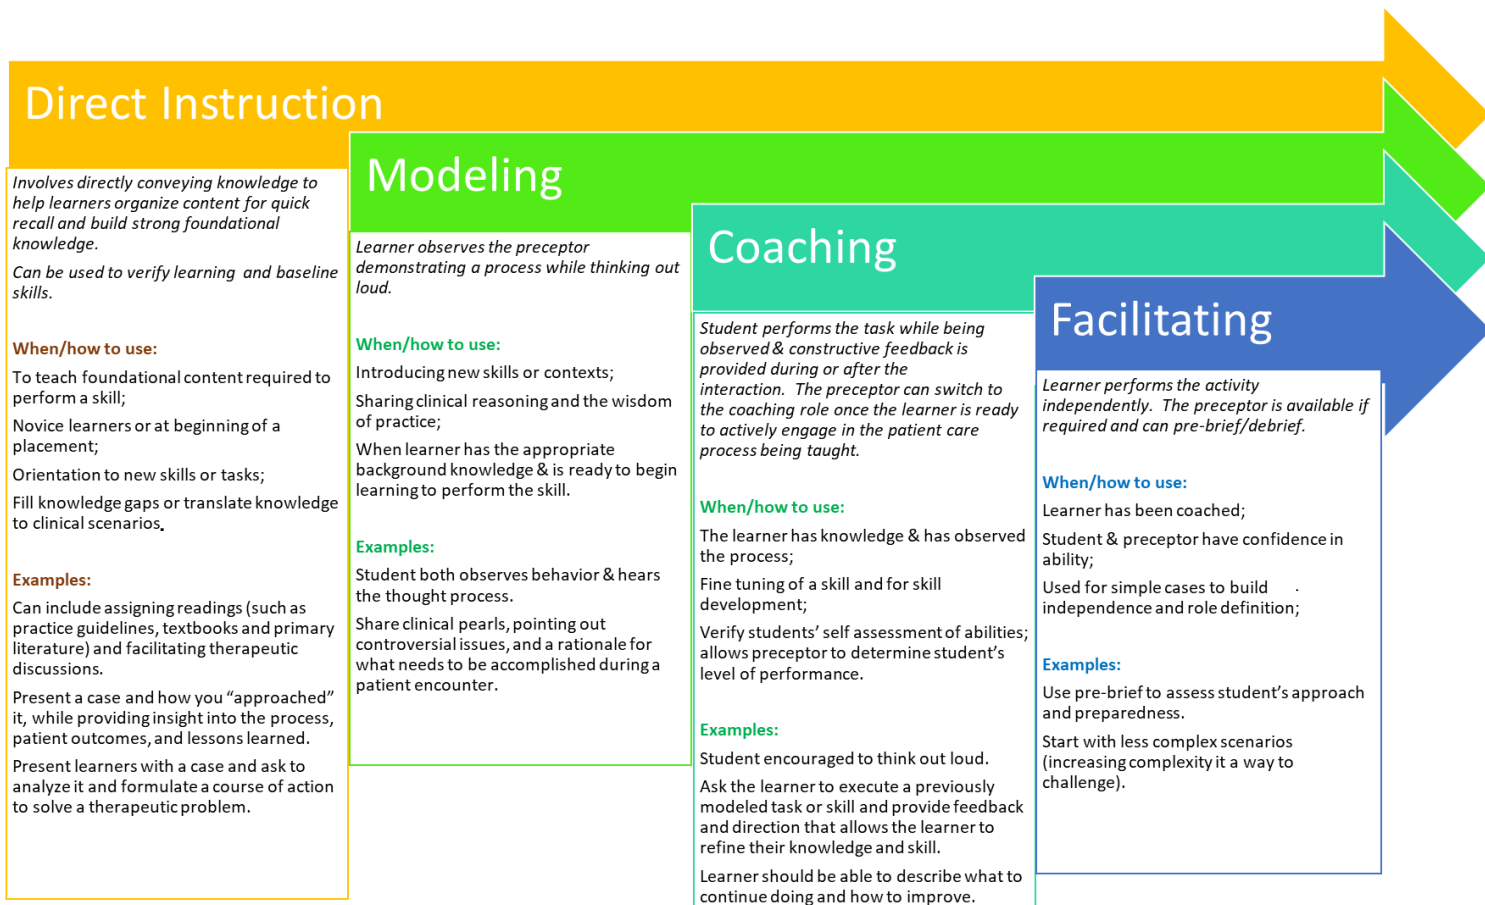 Direct Instruction
Involves directly conveying knowledge to
help learners organize content for quick
recall and build strong foundational
knowledge.
Can be used to verify learning and baseline
skills.
When/how to use:
To teach foundational content required to
perform a skill;
Novice learners or at beginning of a
placement;
Orientation to new skills or tasks;
Fill knowledge gaps or translate knowledge
to clinical scenarios.
Examples:
Can include assigning readings (such as
practice guidelines, textbooks and primary
literature) and facilitating therapeutic
discussions.
Present a case and how you “approached”
it, while providing insight into the process,
patient outcomes, and lessons learned.
Present learners with a case and ask to
analyze it and formulate a course of action
to solve a therapeutic problem.
Modeling
Learner observes the preceptor
demonstrating a process while thinking out
loud.
When/how to use:
Introducing new skills or contexts;
Sharing clinical reasoning and the wisdom
of practice;
When learner has the appropriate
background knowledge & is ready to begin
learning to perform the skill.
Examples:
Student both observes behavior & hears
the thought process.
Share clinical pearls, pointing out
controversial issues, and a rationale for
what needs to be accomplished during a
patient encounter.
Coaching
Student performs the task while being
observed & constructive feedback is
provided during or after the
interaction. The preceptor can switch to
the coaching role once the learner is ready
to actively engage in the patient care
process being taught.
When/how to use:
The learner has knowledge & has observed
the process;
Fine tuning of a skill and for skill
development;
Verify students’ self assessment of abilities;
allows preceptor to determine student’s
level of performance.
Examples:
Student encouraged to think out loud.
Ask the learner to execute a previously
modeled task or skill and provide feedback
and direction that allows the learner to
refine their knowledge and skill.
Learner should be able to describe what to
continue doing and how to improve.
Facilitating
Learner performs the activity
independently. The preceptor is available if
required and can pre-brief/debrief.
When/how to use:
Learner has been coached;
Student & preceptor have confidence in
ability;
Used for simple cases to build .
independence and role definition;
Examples:
Use pre-brief to assess student’s approach
and preparedness.
Start with less complex scenarios
(increasing complexity it a way to
challenge).